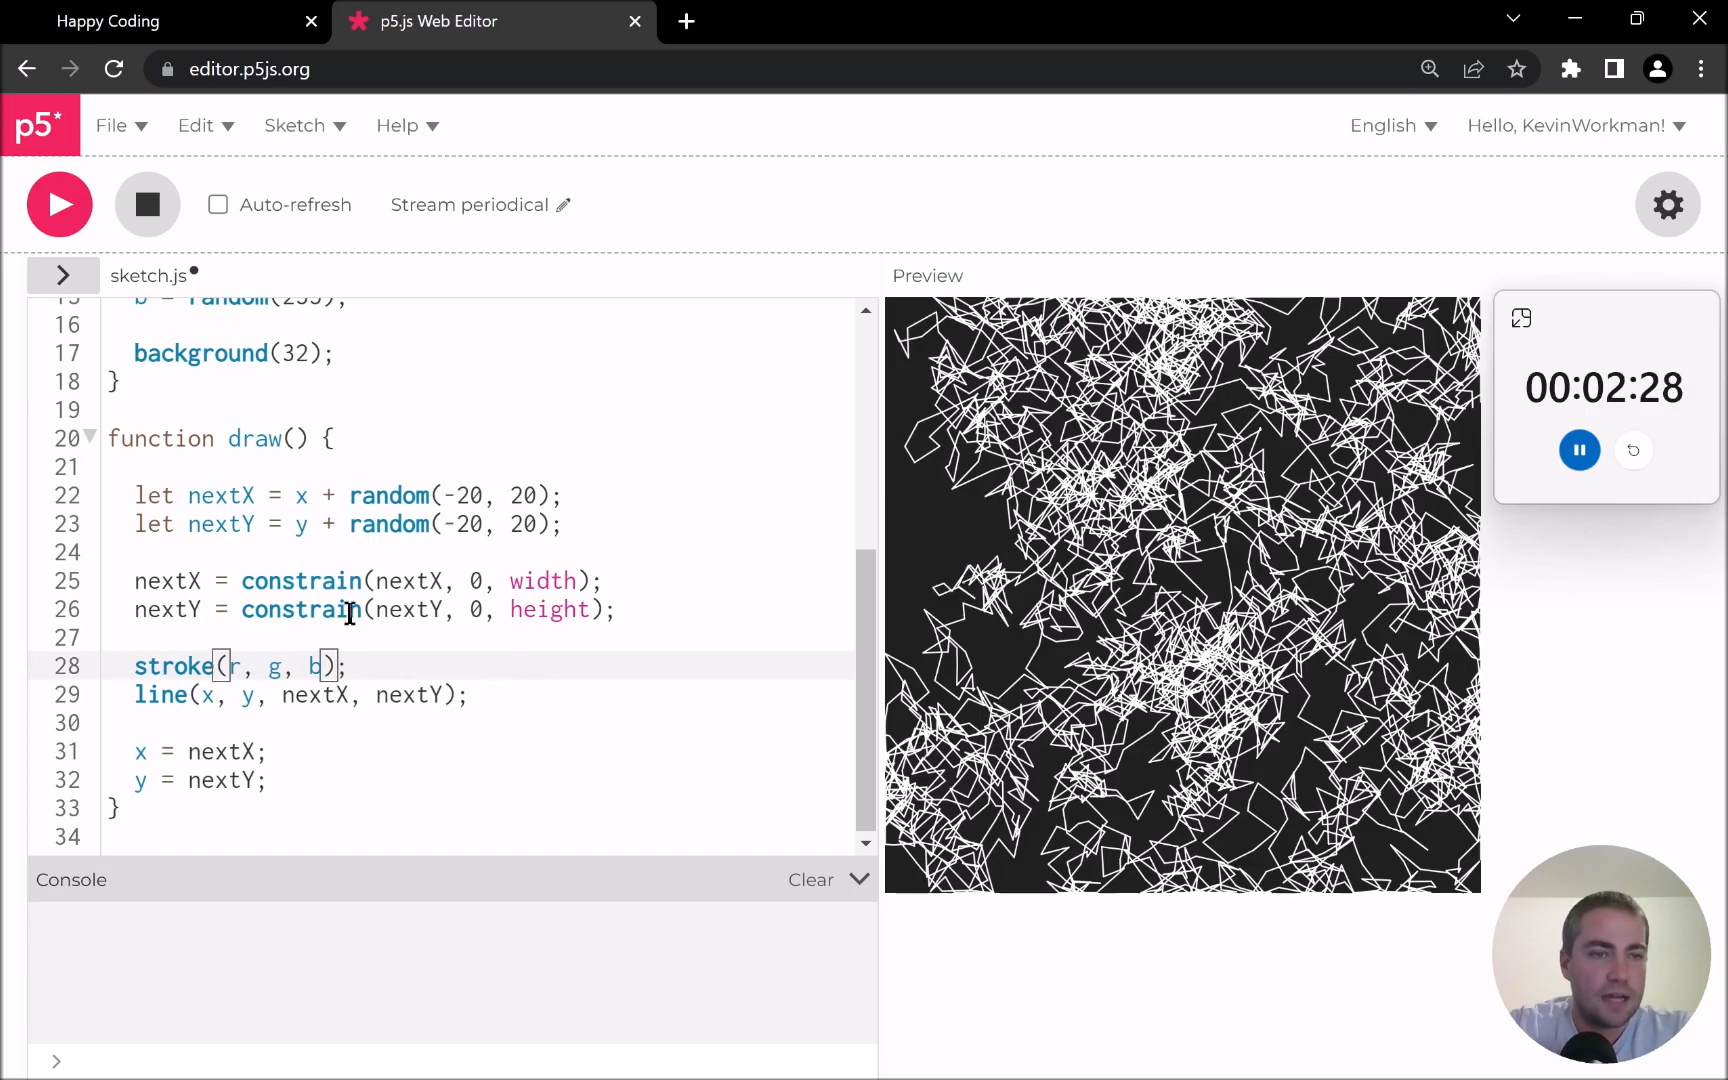 Happy Coding
p5.js Web Editor
editor.p5js.org
p5*
File
Edit
Sketch
Help
English
Hello, KevinWorkman!
Auto-refresh
Stream periodical
sketch.js
Preview
15 b = random(255);
16
17 background(32);
18 }
19
20 function draw() {
21
22 let nextX = x + random(-20, 20);
23 let nextY = y + random(-20, 20);
24
25 nextX = constrain(nextX, 0, width);
26 nextY = constrain(nextY, 0, height);
27
28 stroke(r, g, b);
29 line(x, y, nextX, nextY);
30
31 x = nextX;
32 y = nextY;
33 }
34
00:02:28
Console
Clear
>